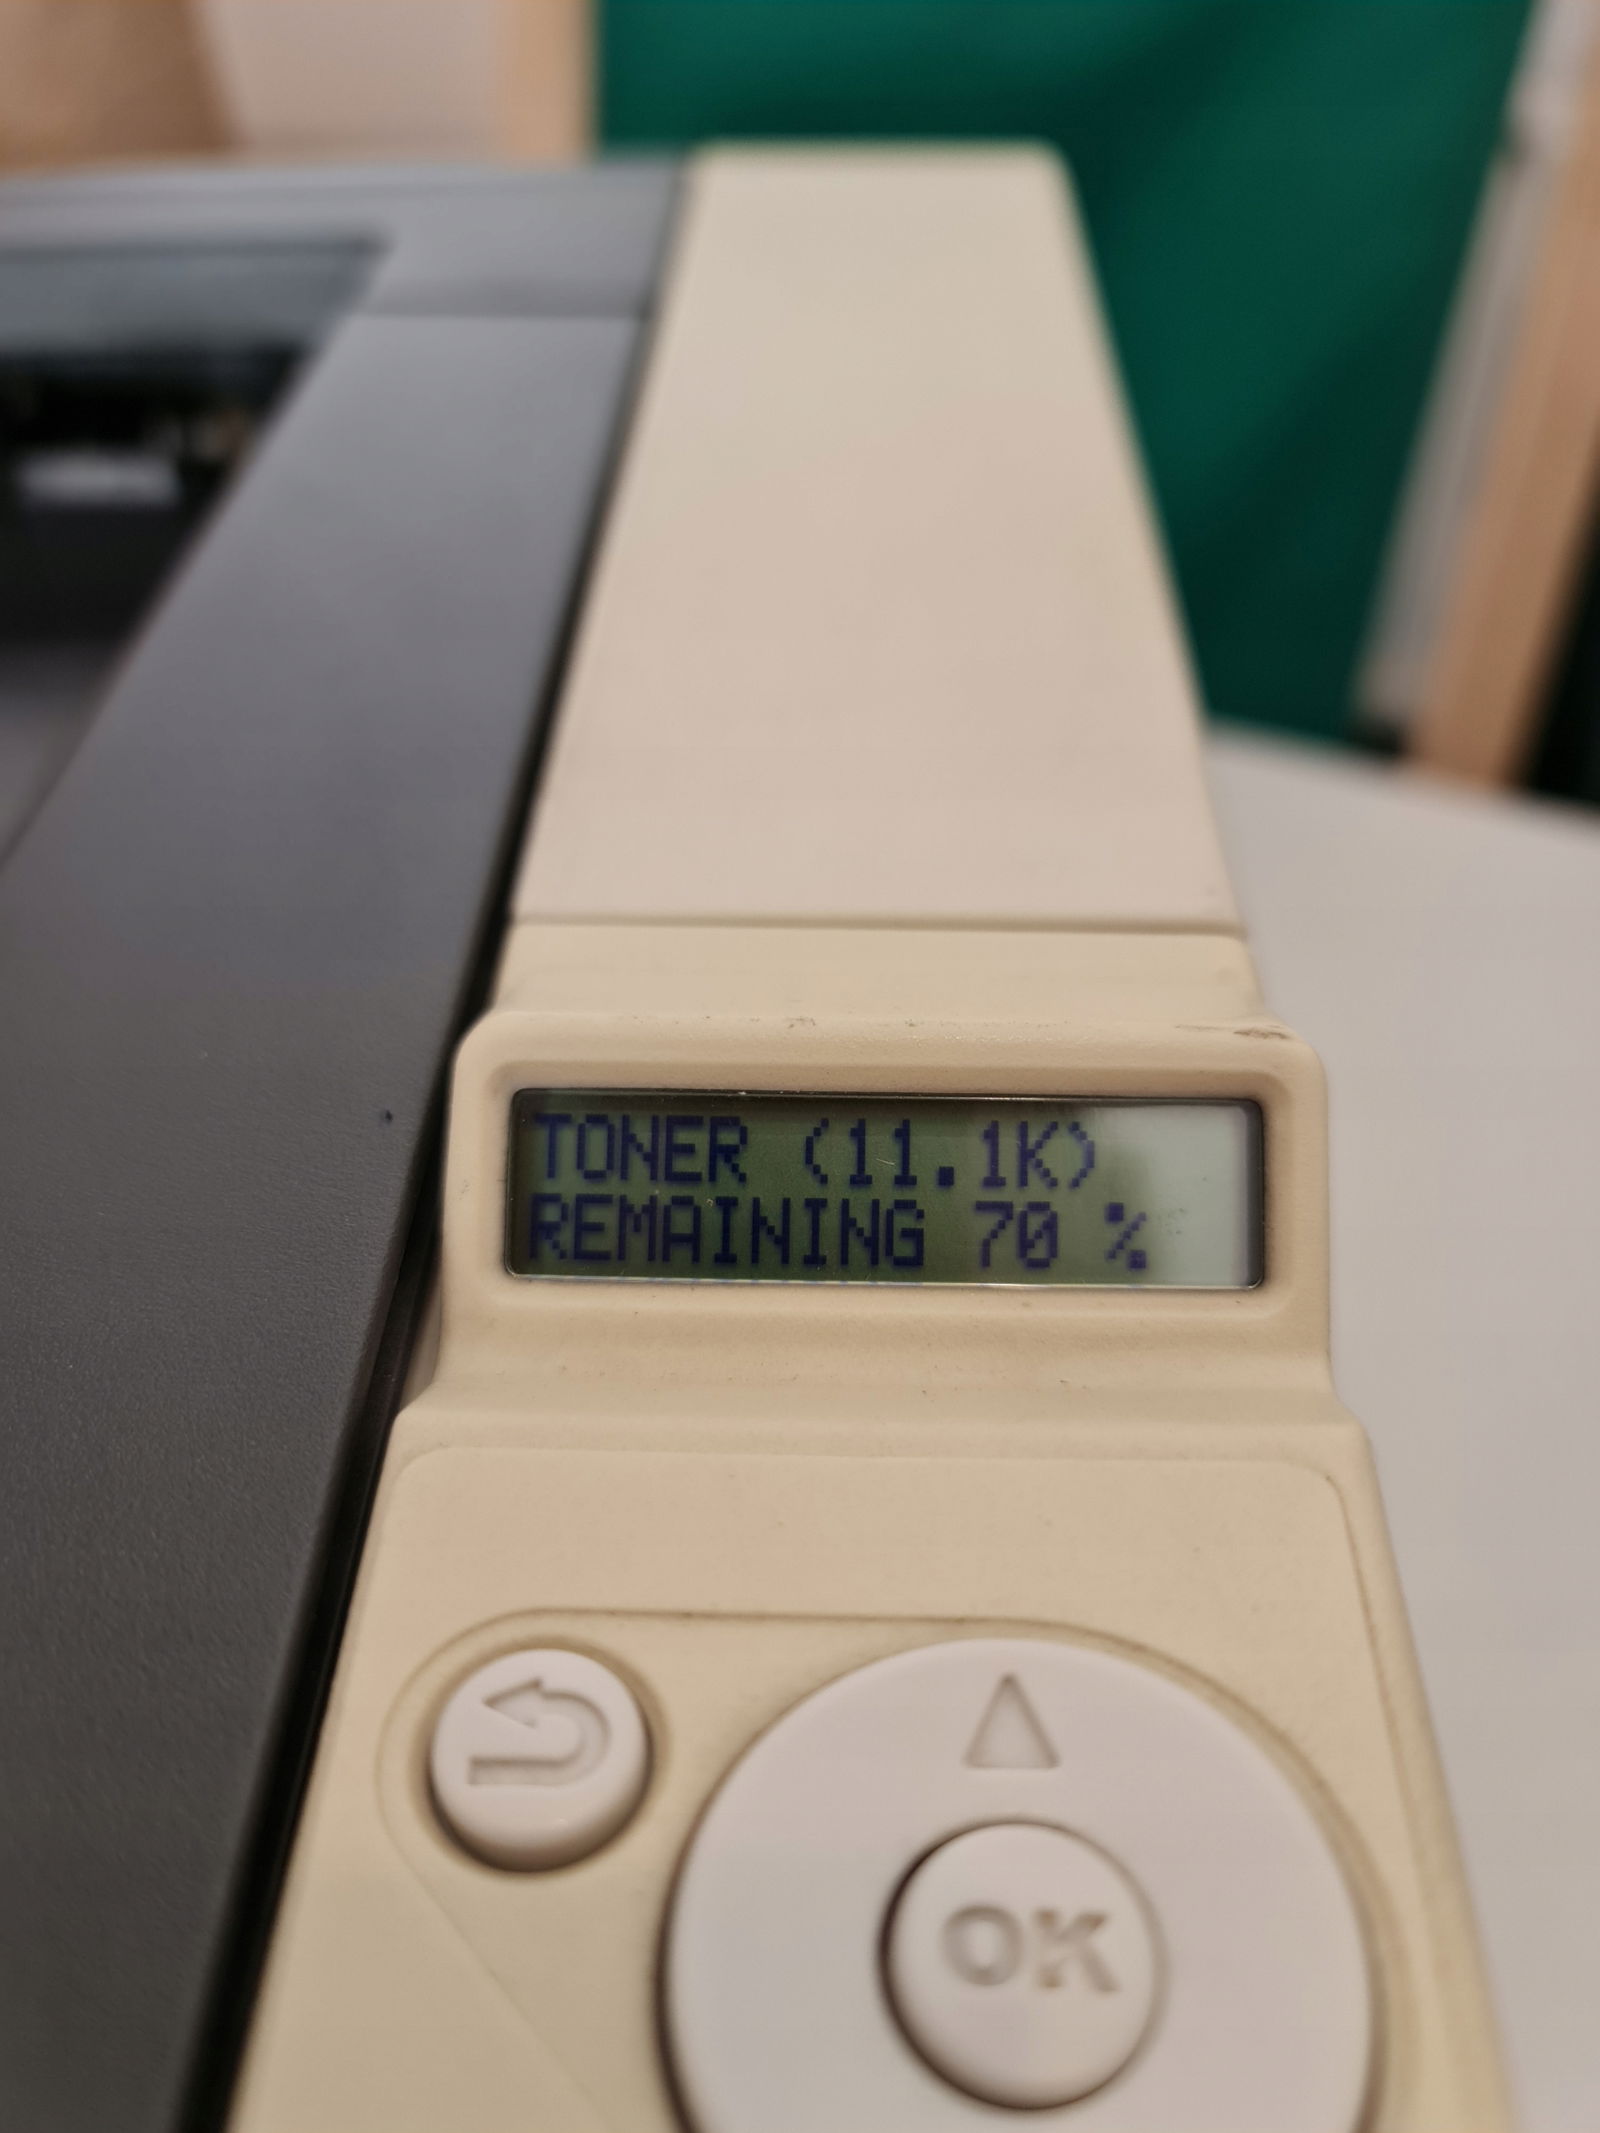 TONER (11.1K)
REMAINING 70 %
OK